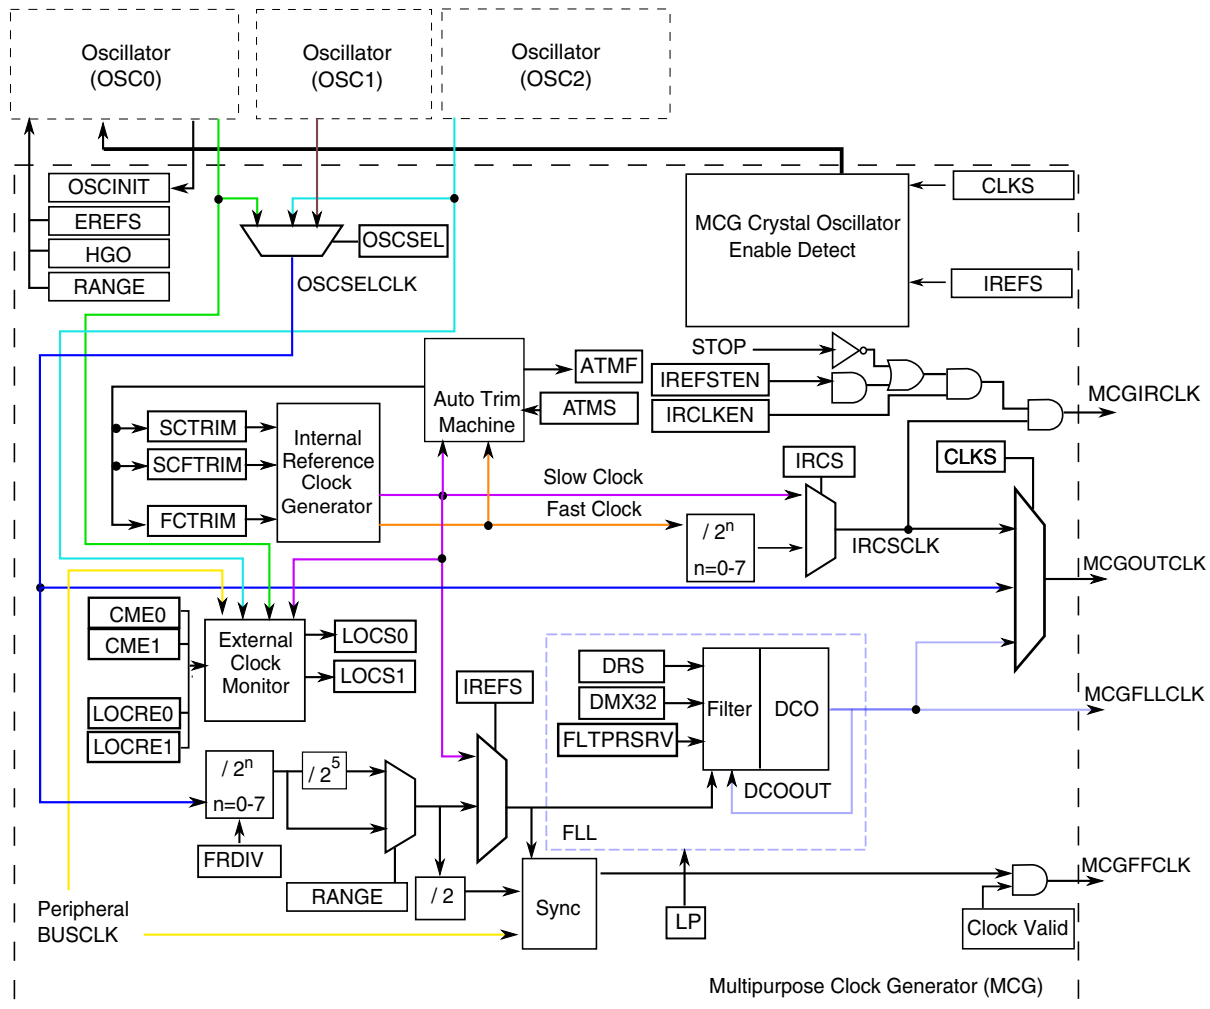 Oscillator
(OSC0)
Oscillator
(OSC1)
Oscillator
(OSC2)
OSCINIT
EREFS
HGO
RANGE
OSCSEL
OSCSELCLK
MCG Crystal Oscillator
Enable Detect
CLKS
IREFS
STOP
IREFSTEN
IRCLKEN
MCGIRCLK
ATMF
ATMS
Auto Trim
Machine
SCTRIM
SCFTRIM
FCTRIM
Internal
Reference
Clock
Generator
Slow Clock
Fast Clock
IRCS
CLKS
/ 2n
n=0-7
IRCSCLK
MCGOUTCLK
CME0
CME1
LOCRE0
LOCRE1
External
Clock
Monitor
LOCS0
LOCS1
IREFS
DRS
DMX32
FLTPRSRV
Filter
DCO
MCGFLLCLK
DCOOUT
FLL
/ 2n
n=0-7
/ 25
FRDIV
RANGE
/ 2
Sync
LP
MCGFFCLK
Clock Valid
Peripheral
BUSCLK
Multipurpose Clock Generator (MCG)